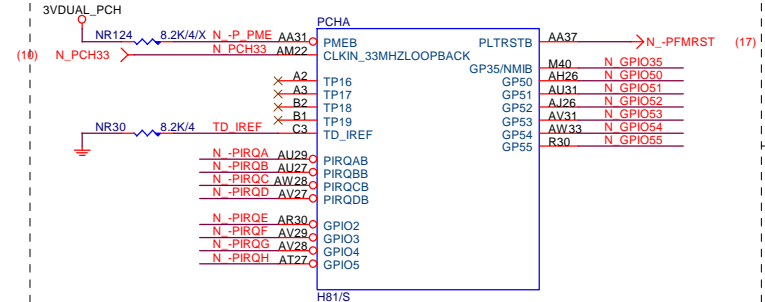 3VDUAL_PCH
PCHA
NR124 8.2K/4/X N_-P_PME AA31 PMEB PLTRSTB AA37 N_-PFMRST (17)
(10) N_PCH33 N_PCH33 AM22 CLKIN_33MHZLOOPBACK
GP35/NMIB M40 N_GPIO35
A2 TP16 GP50 AH26 N_GPIO50
A3 TP17 GP51 AU31 N_GPIO51
B2 TP18 GP52 AJ26 N_GPIO52
B1 TP19 GP53 AV31 N_GPIO53
NR30 8.2K/4 TD_IREF C3 TD_IREF GP54 AW33 N_GPIO54
GP55 R30 N_GPIO55
N_-PIRQA AU29 PIRQAB
N_-PIRQB AU27 PIRQBB
N_-PIRQC AW28 PIRQCB
N_-PIRQD AV27 PIRQDB
N_-PIRQE AR30 GPIO2
N_-PIRQF AV29 GPIO3
N_-PIRQG AV28 GPIO4
N_-PIRQH AT27 GPIO5
H81/S